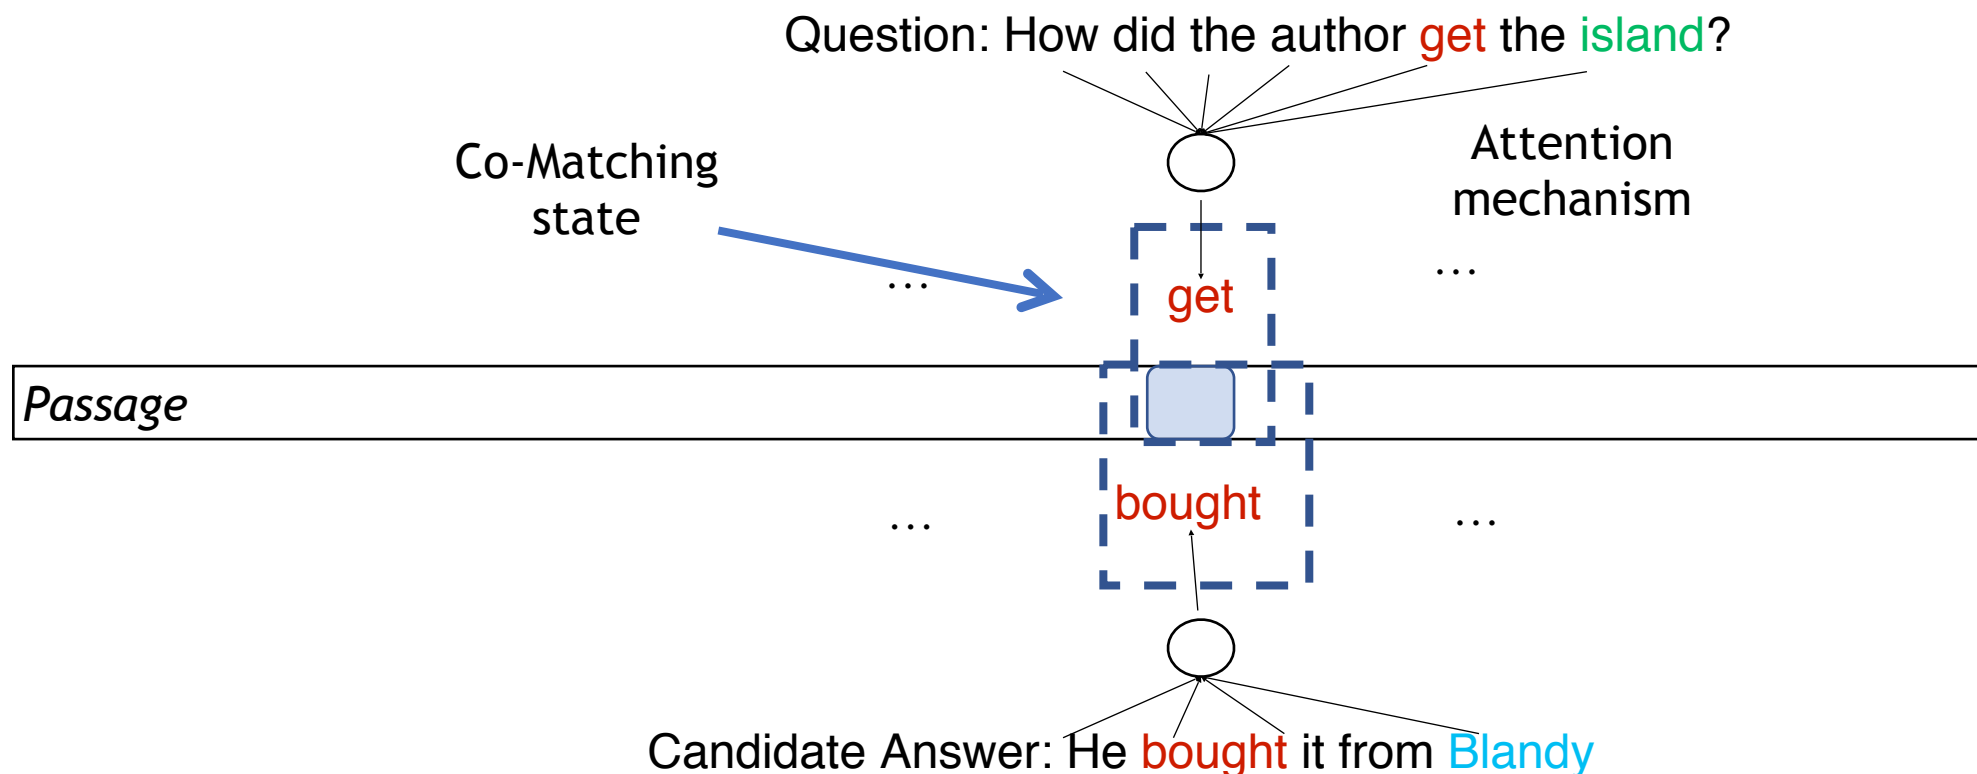 Question: How did the author get the island?
Co-Matching
state
Attention
mechanism
...
...
get
Passage
bought
...
...
Candidate Answer: He bought it from Blandy